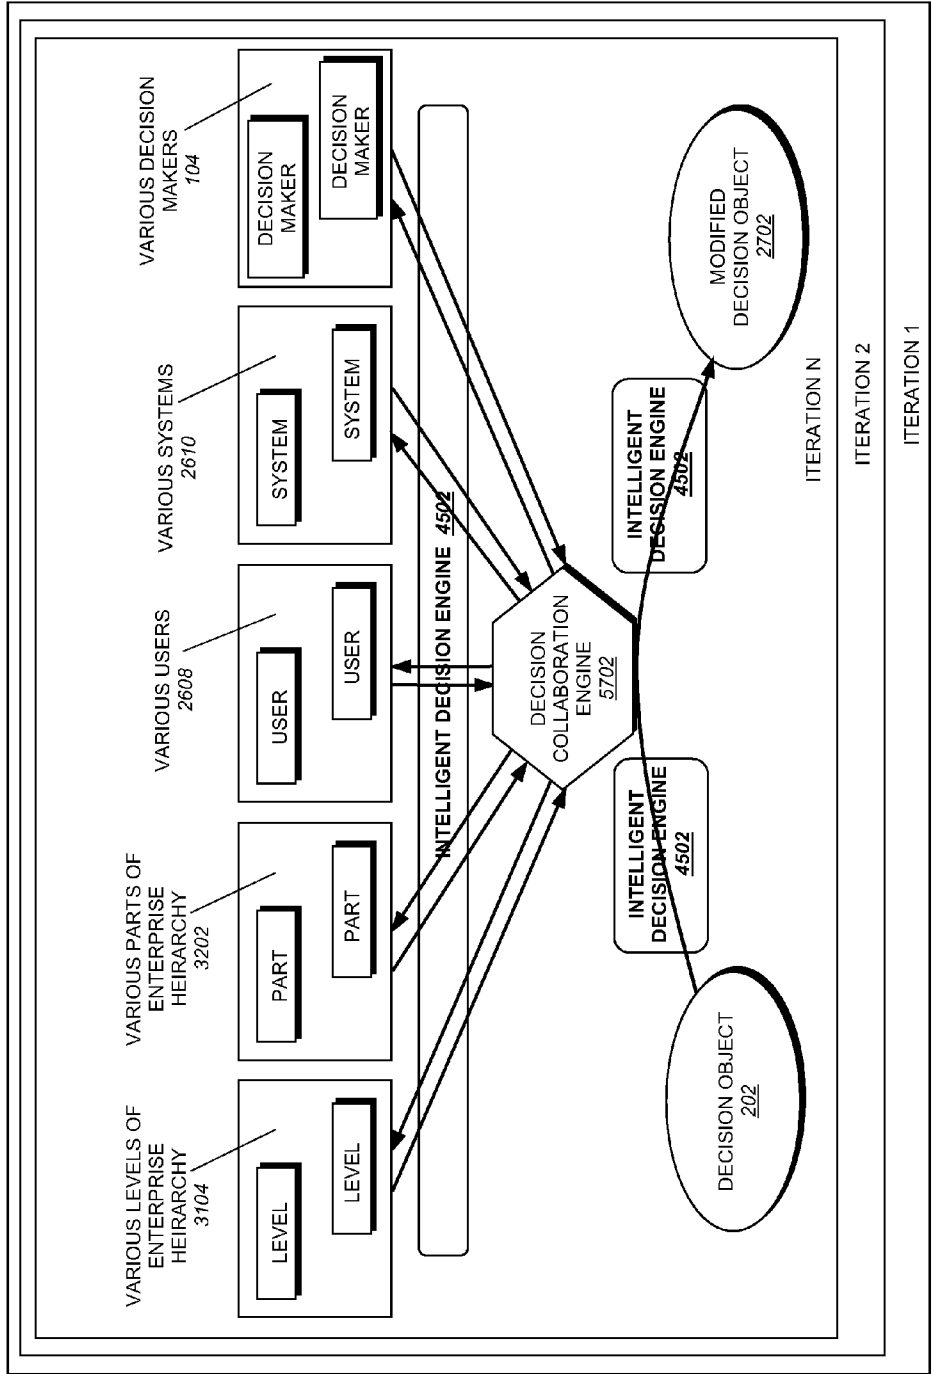 VARIOUS LEVELS OF
ENTERPRISE
HEIRARCHY
3104
VARIOUS PARTS OF
ENTERPRISE
HEIRARCHY
3202
VARIOUS USERS
2608
VARIOUS SYSTEMS
2610
VARIOUS DECISION
MAKERS
104
LEVEL
LEVEL
PART
PART
USER
USER
SYSTEM
SYSTEM
DECISION
MAKER
DECISION
MAKER
INTELLIGENT DECISION ENGINE 4502
DECISION
COLLABORATION
ENGINE
5702
INTELLIGENT
DECISION ENGINE
4502
INTELLIGENT
DECISION ENGINE
4502
DECISION OBJECT
202
MODIFIED
DECISION OBJECT
2702
ITERATION N
ITERATION 2
ITERATION 1